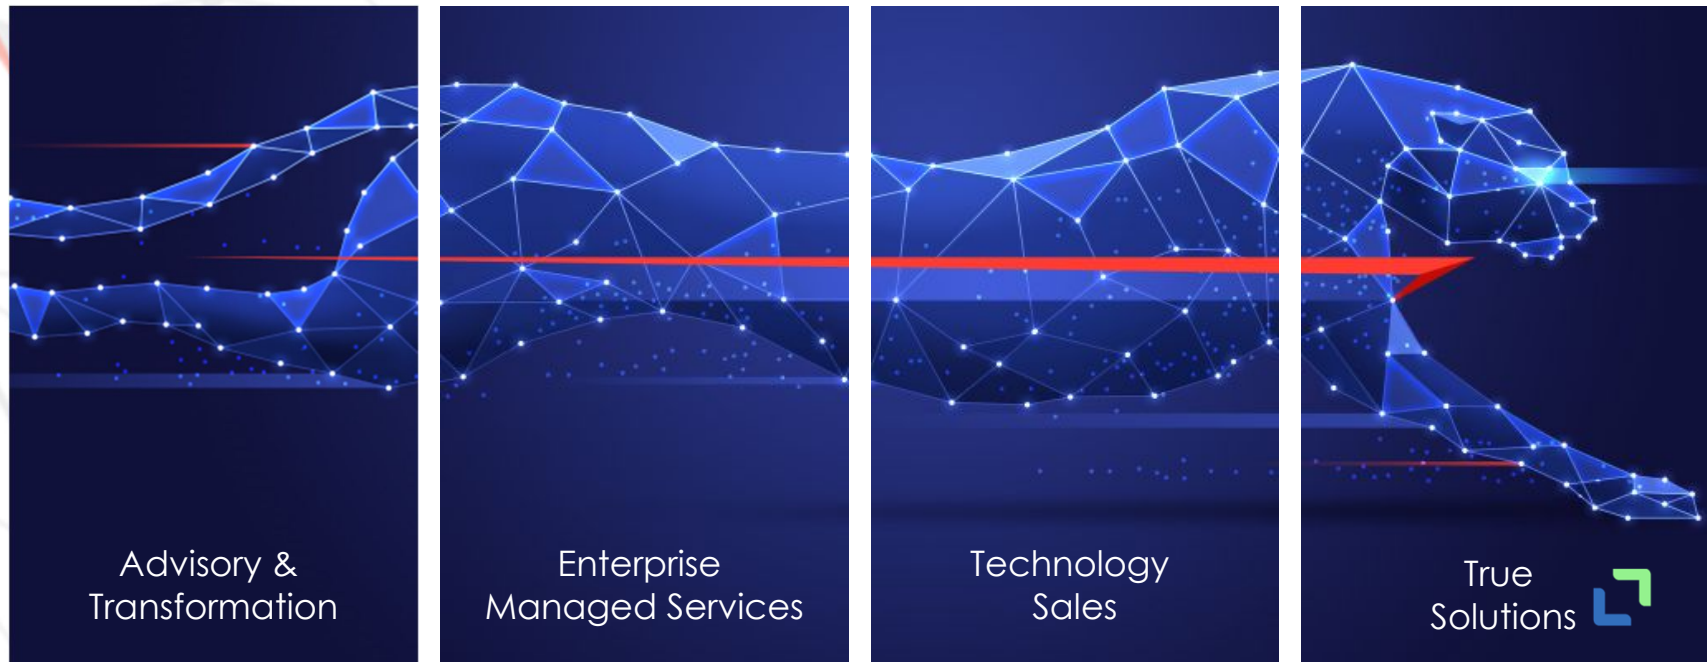 Advisory &
Transformation
Enterprise
Managed Services
Technology
Sales
True
Solutions